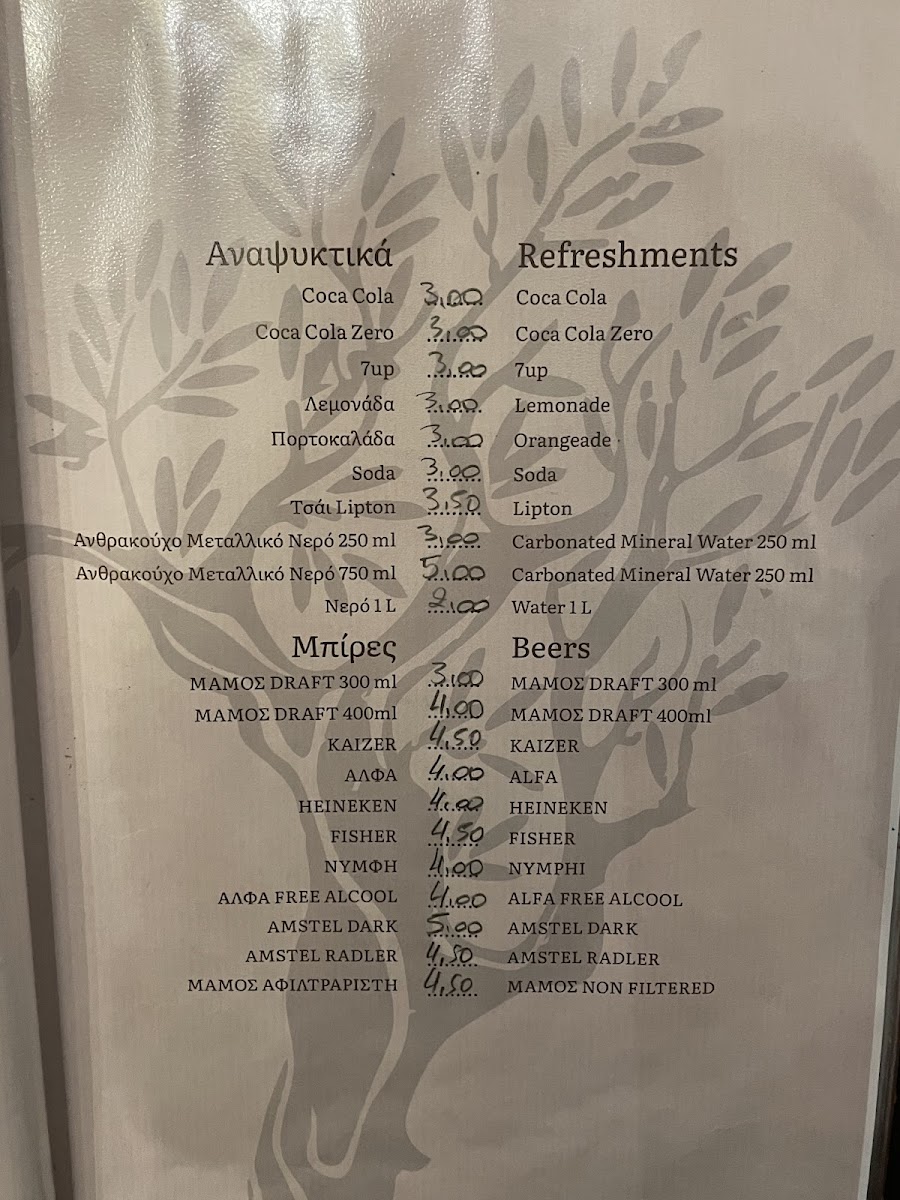 Αναψυκτικά Refreshments
Coca Cola 3,00 Coca Cola
Coca Cola Zero 3,00 Coca Cola Zero
7up 3,00 7up
Λεμονάδα 3,00 Lemonade
Πορτοκαλάδα 3,00 Orangeade
Soda 3,00 Soda
Τσάι Lipton 3,50 Lipton
Ανθρακούχο Μεταλλικό Νερό 250 ml 3,00 Carbonated Mineral Water 250 ml
Ανθρακούχο Μεταλλικό Νερό 750 ml 5,00 Carbonated Mineral Water 250 ml
Νερό 1 L 2,00 Water 1 L
Μπίρες Beers
ΜΑΜΟΣ DRAFT 300 ml 3,00 ΜΑΜΟΣ DRAFT 300 ml
ΜΑΜΟΣ DRAFT 400ml 4,00 ΜΑΜΟΣ DRAFT 400ml
KAIZER 4,50 KAIZER
ΑΛΦΑ 4,00 ALFA
HEINEKEN 4,00 HEINEKEN
FISHER 4,50 FISHER
ΝΥΜΦΗ 4,00 NYMPHI
ΑΛΦΑ FREE ALCOOL 4,00 ALFA FREE ALCOOL
AMSTEL DARK 5,00 AMSTEL DARK
AMSTEL RADLER 4,50 AMSTEL RADLER
ΜΑΜΟΣ ΑΦΙΛΤΡΑΡΙΣΤΗ 4,50 ΜΑΜΟΣ NON FILTERED